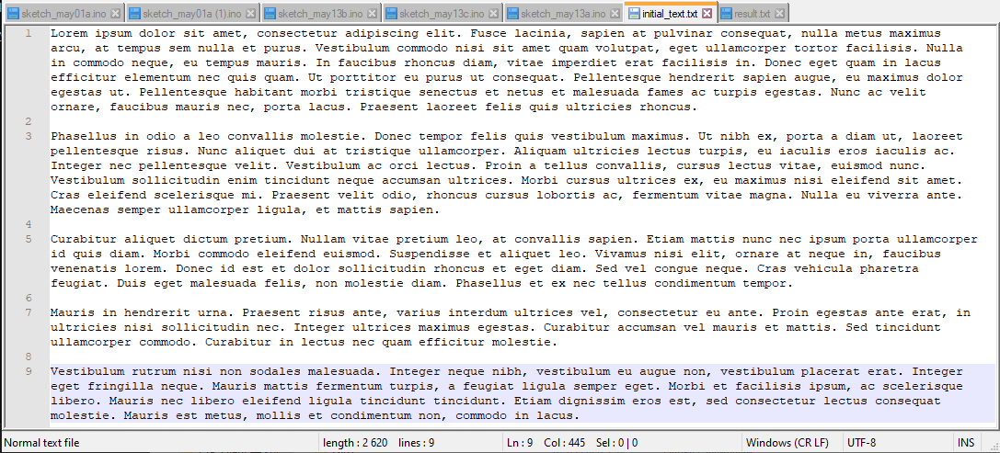 sketch_may01a.ino sketch_may01a (1).ino sketch_may13b.ino sketch_may13c.ino sketch_may13a.ino initial_text.txt result.txt
1 Lorem ipsum dolor sit amet, consectetur adipiscing elit. Fusce lacinia, sapien at pulvinar consequat, nulla metus maximus
arcu, at tempus sem nulla et purus. Vestibulum commodo nisi sit amet quam volutpat, eget ullamcorper tortor facilisis. Nulla
in commodo neque, eu tempus mauris. In faucibus rhoncus diam, vitae imperdiet erat facilisis in. Donec eget quam in lacus
efficitur elementum nec quis quam. Ut porttitor eu purus ut consequat. Pellentesque hendrerit sapien augue, eu maximus dolor
egestas ut. Pellentesque habitant morbi tristique senectus et netus et malesuada fames ac turpis egestas. Nunc ac velit
ornare, faucibus mauris nec, porta lacus. Praesent laoreet felis quis ultricies rhoncus.
2
3 Phasellus in odio a leo convallis molestie. Donec tempor felis quis vestibulum maximus. Ut nibh ex, porta a diam ut, laoreet
pellentesque risus. Nunc aliquet dui at tristique ullamcorper. Aliquam ultricies lectus turpis, eu iaculis eros iaculis ac.
Integer nec pellentesque velit. Vestibulum ac orci lectus. Proin a tellus convallis, cursus lectus vitae, euismod nunc.
Vestibulum sollicitudin enim tincidunt neque accumsan ultrices. Morbi cursus ultrices ex, eu maximus nisi eleifend sit amet.
Cras eleifend scelerisque mi. Praesent velit odio, rhoncus cursus lobortis ac, fermentum vitae magna. Nulla eu viverra ante.
Maecenas semper ullamcorper ligula, et mattis sapien.
4
5 Curabitur aliquet dictum pretium. Nullam vitae pretium leo, at convallis sapien. Etiam mattis nunc nec ipsum porta ullamcorper
id quis diam. Morbi commodo eleifend euismod. Suspendisse et aliquet leo. Vivamus nisi elit, ornare at neque in, faucibus
venenatis lorem. Donec id est et dolor sollicitudin rhoncus et eget diam. Sed vel congue neque. Cras vehicula pharetra
feugiat. Duis eget malesuada felis, non molestie diam. Phasellus et ex nec tellus condimentum tempor.
6
7 Mauris in hendrerit urna. Praesent risus ante, varius interdum ultrices vel, consectetur eu ante. Proin egestas ante erat, in
ultricies nisi sollicitudin nec. Integer ultrices maximus egestas. Curabitur accumsan vel mauris et mattis. Sed tincidunt
ullamcorper commodo. Curabitur in lectus nec quam efficitur molestie.
8
9 Vestibulum rutrum nisi non sodales malesuada. Integer neque nibh, vestibulum eu augue non, vestibulum placerat erat. Integer
eget fringilla neque. Mauris mattis fermentum turpis, a feugiat ligula semper eget. Morbi et facilisis ipsum, ac scelerisque
libero. Mauris nec libero eleifend ligula tincidunt tincidunt. Etiam dignissim eros est, sed consectetur lectus consequat
molestie. Mauris est metus, mollis et condimentum non, commodo in lacus.
Normal text file length : 2 620 lines : 9 Ln : 9 Col : 445 Sel : 0 | 0 Windows (CR LF) UTF-8 INS